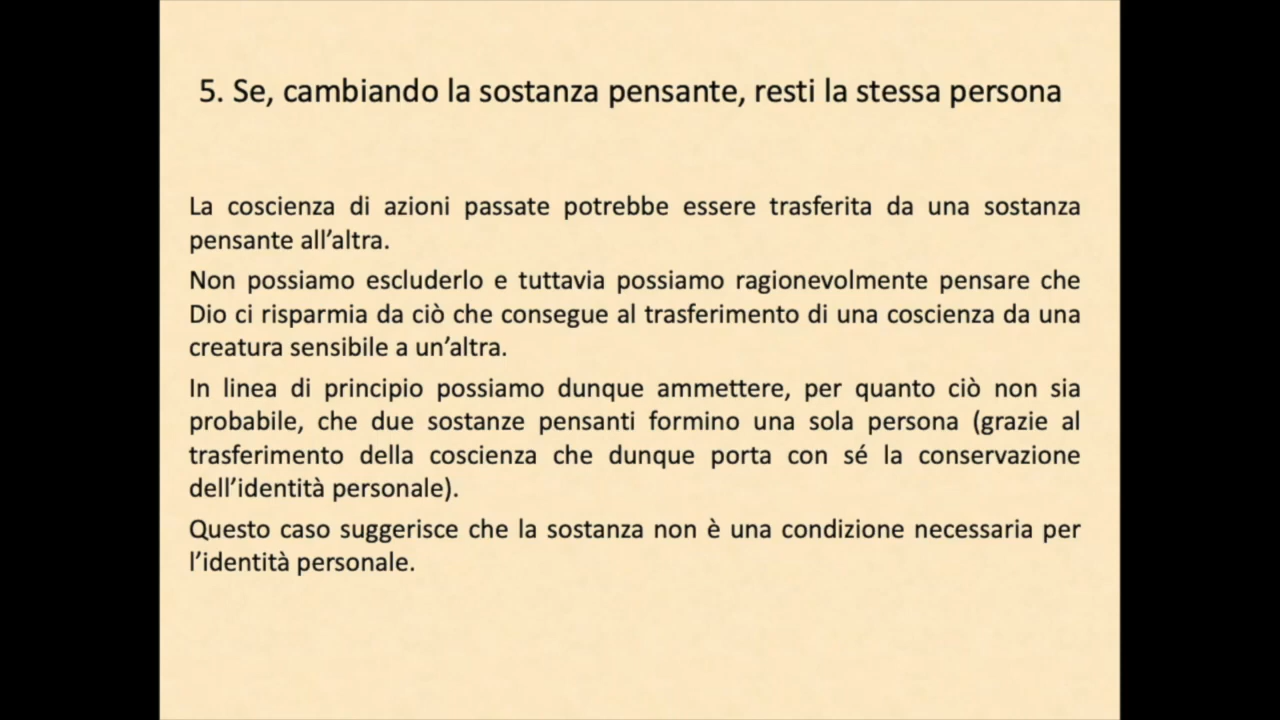 5. Se, cambiando la sostanza pensante, resti la stessa persona
La coscienza di azioni passate potrebbe essere trasferita da una sostanza
pensante all’altra.
Non possiamo escluderlo e tuttavia possiamo ragionevolmente pensare che
Dio ci risparmia da ciò che consegue al trasferimento di una coscienza da una
creatura sensibile a un’altra.
In linea di principio possiamo dunque ammettere, per quanto ciò non sia
probabile, che due sostanze pensanti formino una sola persona (grazie al
trasferimento della coscienza che dunque porta con sé la conservazione
dell’identità personale).
Questo caso suggerisce che la sostanza non è una condizione necessaria per
l’identità personale.